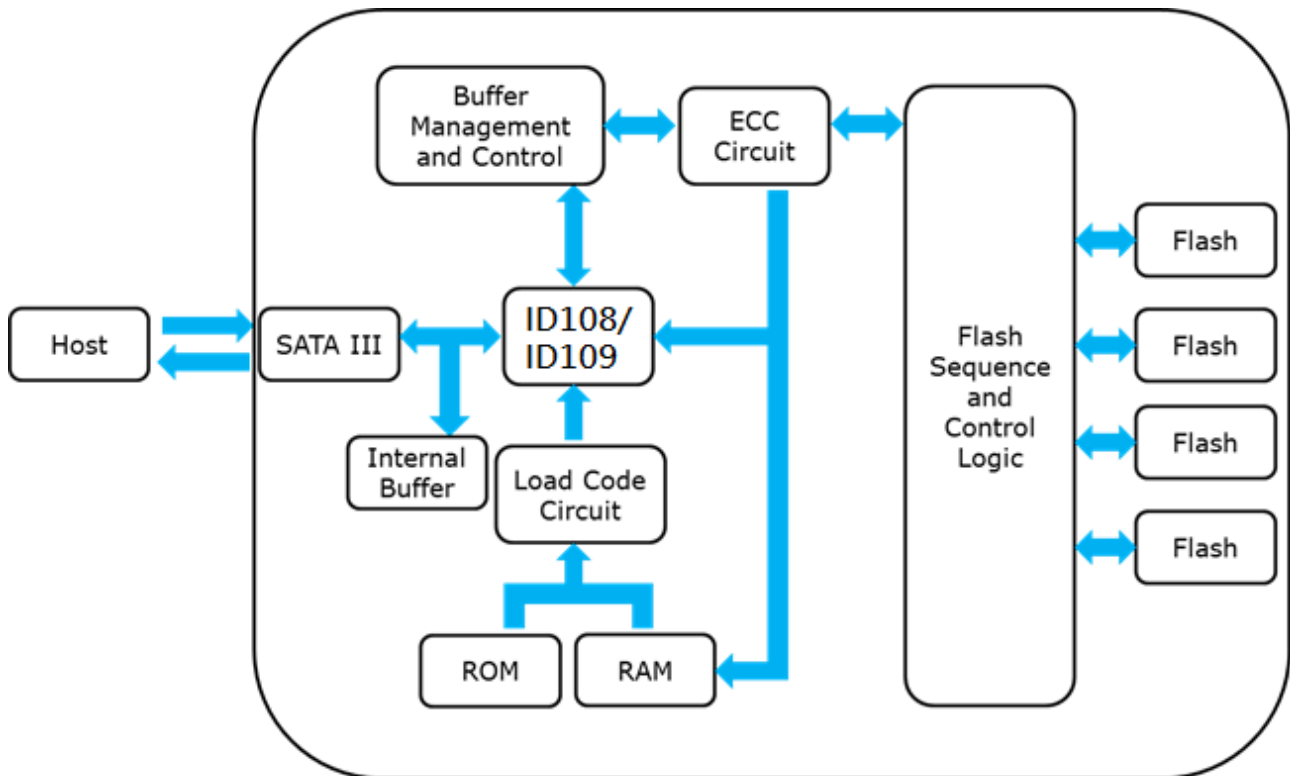 Buffer
Management
and Control
ECC
Circuit
Flash
Host
SATA III
ID108/
ID109
Flash
Sequence
and
Control
Logic
Flash
Internal
Buffer
Load Code
Circuit
Flash
Flash
ROM
RAM